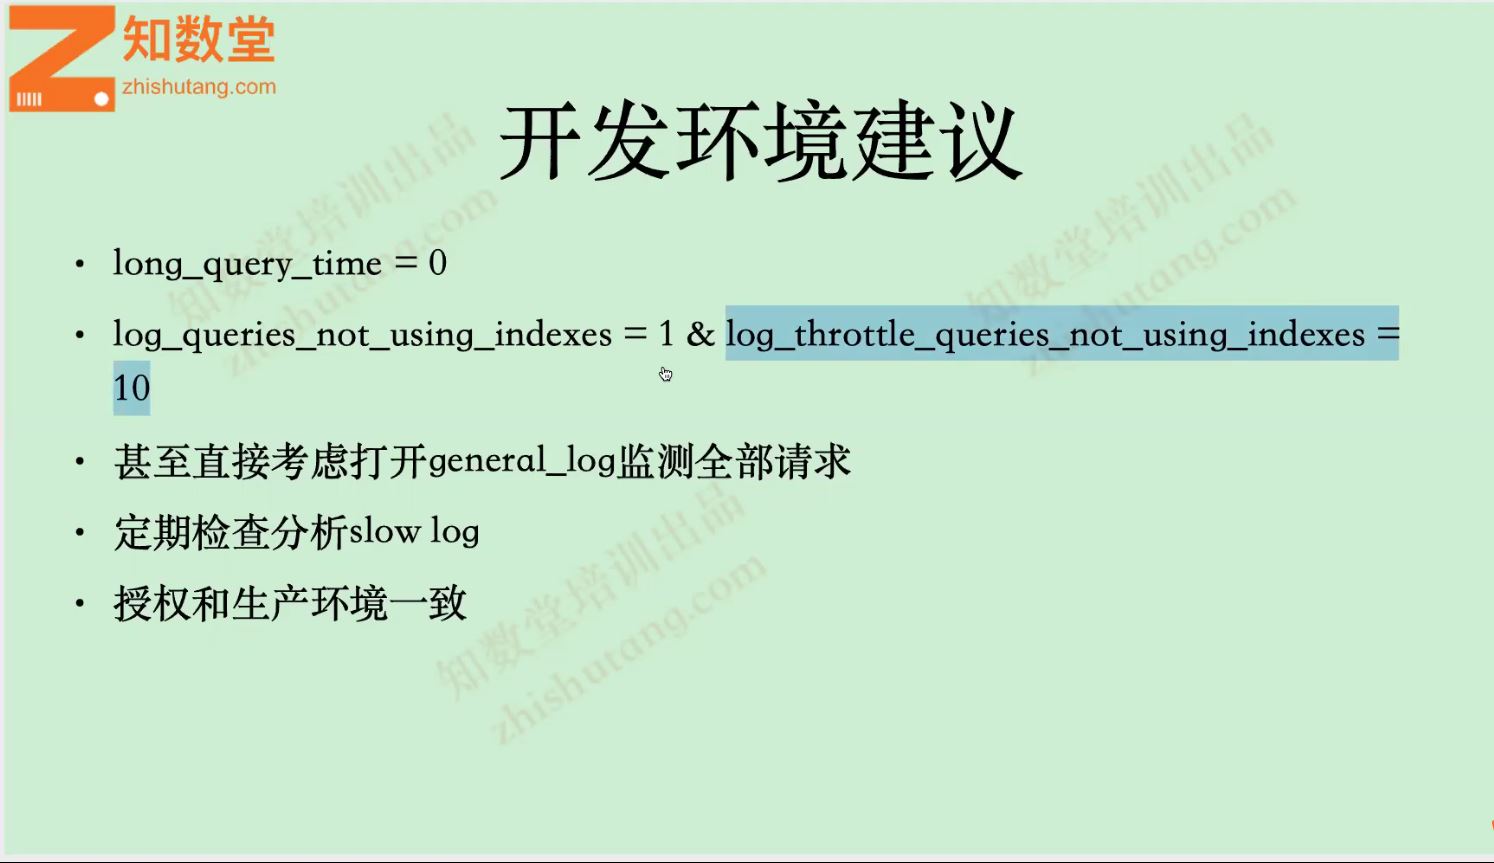 知数堂
zhishutang.com
开发环境建议
• long_query_time = 0
• log_queries_not_using_indexes = 1 & log_throttle_queries_not_using_indexes =
10
• 甚至直接考虑打开general_log监测全部请求
• 定期检查分析slow log
• 授权和生产环境一致
知数堂培训出品
zhishutang.com
知数堂培训出品
zhishutang.com
知数堂培训出品
zhishutang.com